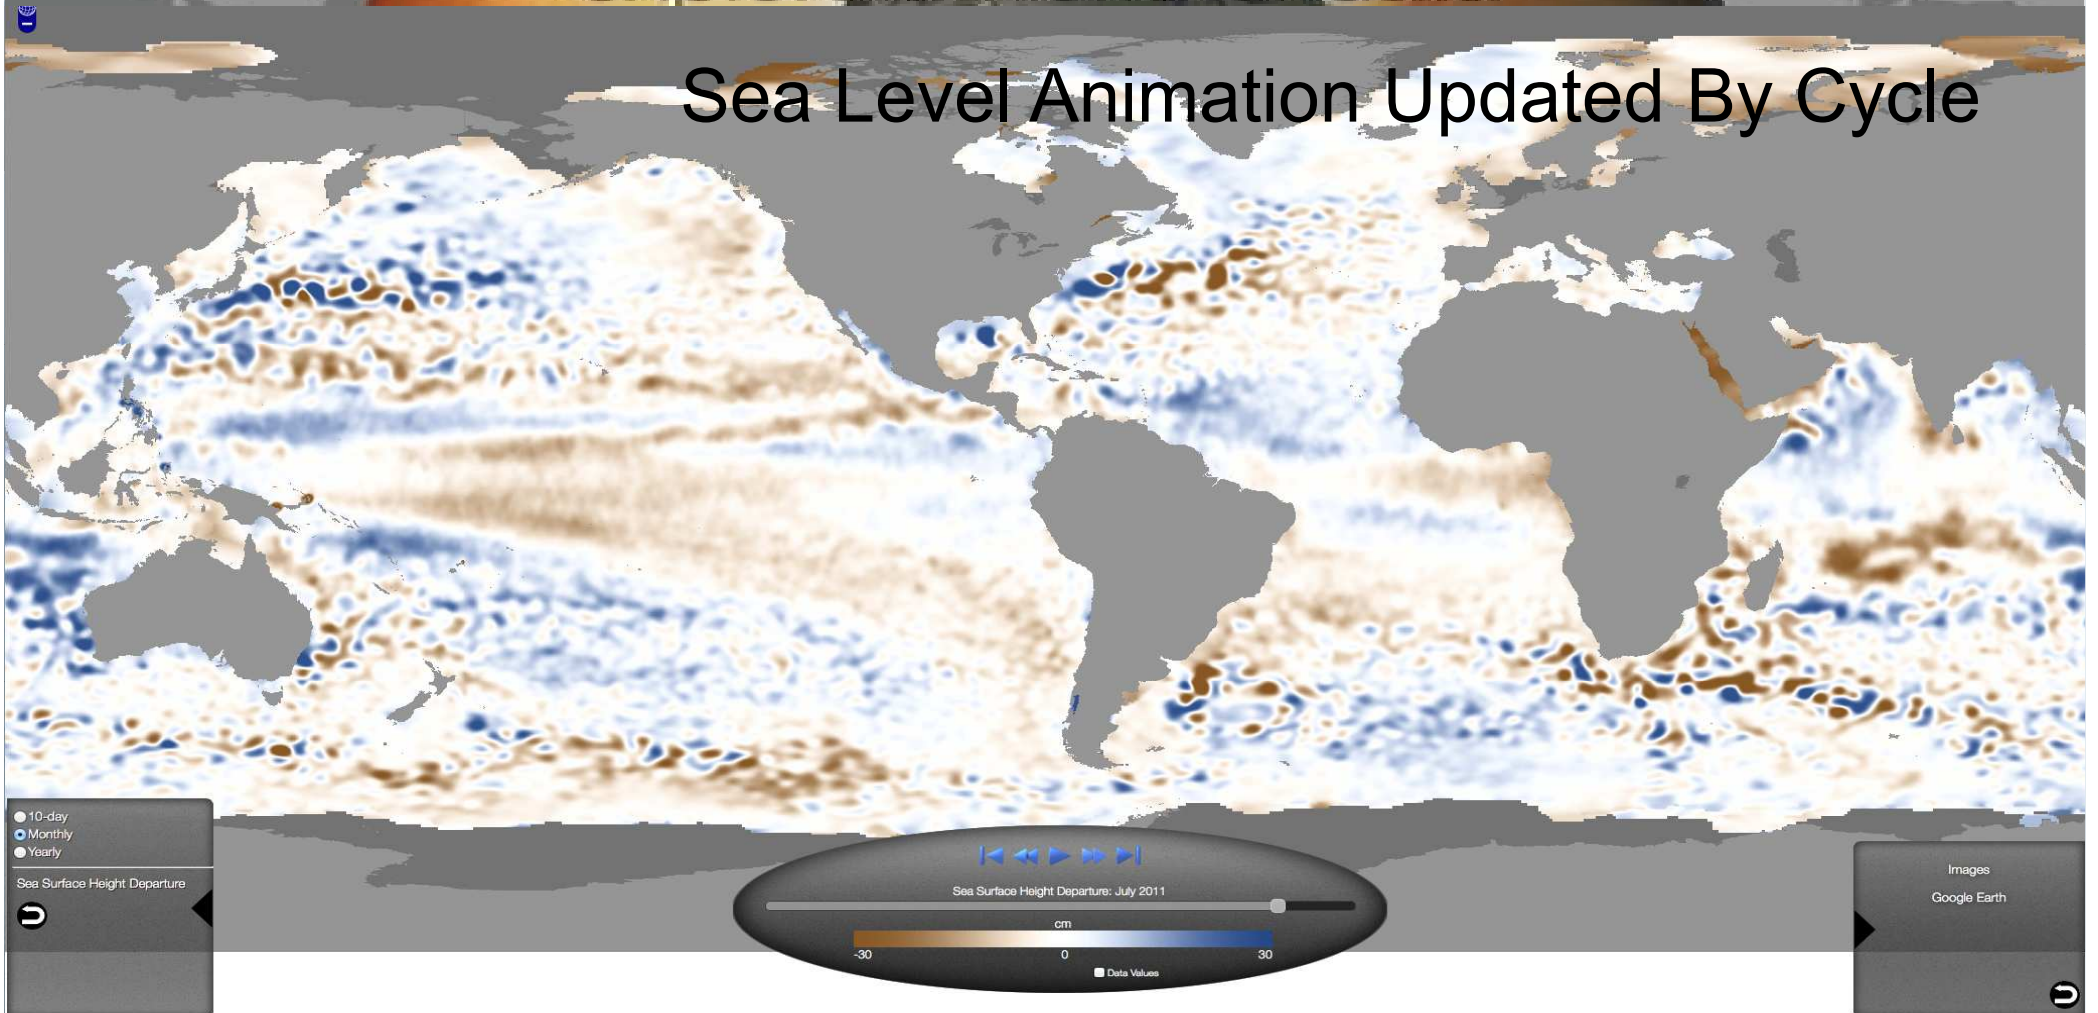 Sea Level Animation Updated By Cycle
10-day
Monthly
Yearly
Sea Surface Height Departure
Sea Surface Height Departure: July 2011
cm
-30 0 30
Data Values
Images
Google Earth